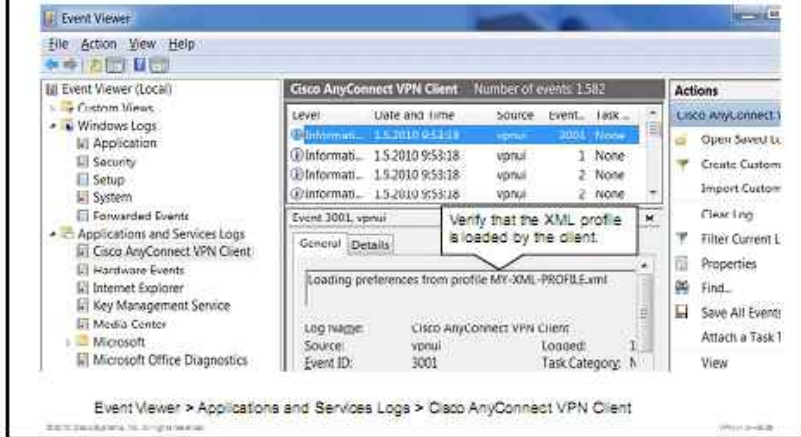 Event Viewer
File Action View Help
Event Viewer (Local)
Custom Views
Windows Logs
Application
Security
Setup
System
Forwarded Events
Applications and Services Logs
Cisco AnyConnect VPN Client
Hardware Events
Internet Explorer
Key Management Service
Media Center
Microsoft
Microsoft Office Diagnostics
Cisco AnyConnect VPN Client Number of events: 1.582
Level Date and Time Source Event... Task ...
Informati... 1.5.2010 9:53:18 vpnui 3001 None
Informati... 1.5.2010 9:53:18 vpnui 1 None
Informati... 1.5.2010 9:53:18 vpnui 2 None
Informati... 1.5.2010 9:53:18 vpnui 2 None
Event 3001, vpnui
Verify that the XML profile
is loaded by the client.
General Details
Loading preferences from profile MY-XML-PROFILE.xml
Log Name: Cisco AnyConnect VPN Client
Source: vpnui Logged: 1
Event ID: 3001 Task Category: N
Actions
Cisco AnyConnect V
Open Saved Lo
Create Custom
Import Custom
Clear Log
Filter Current L
Properties
Find...
Save All Events
Attach a Task T
View
Event Viewer > Applications and Services Logs > Cisco AnyConnect VPN Client